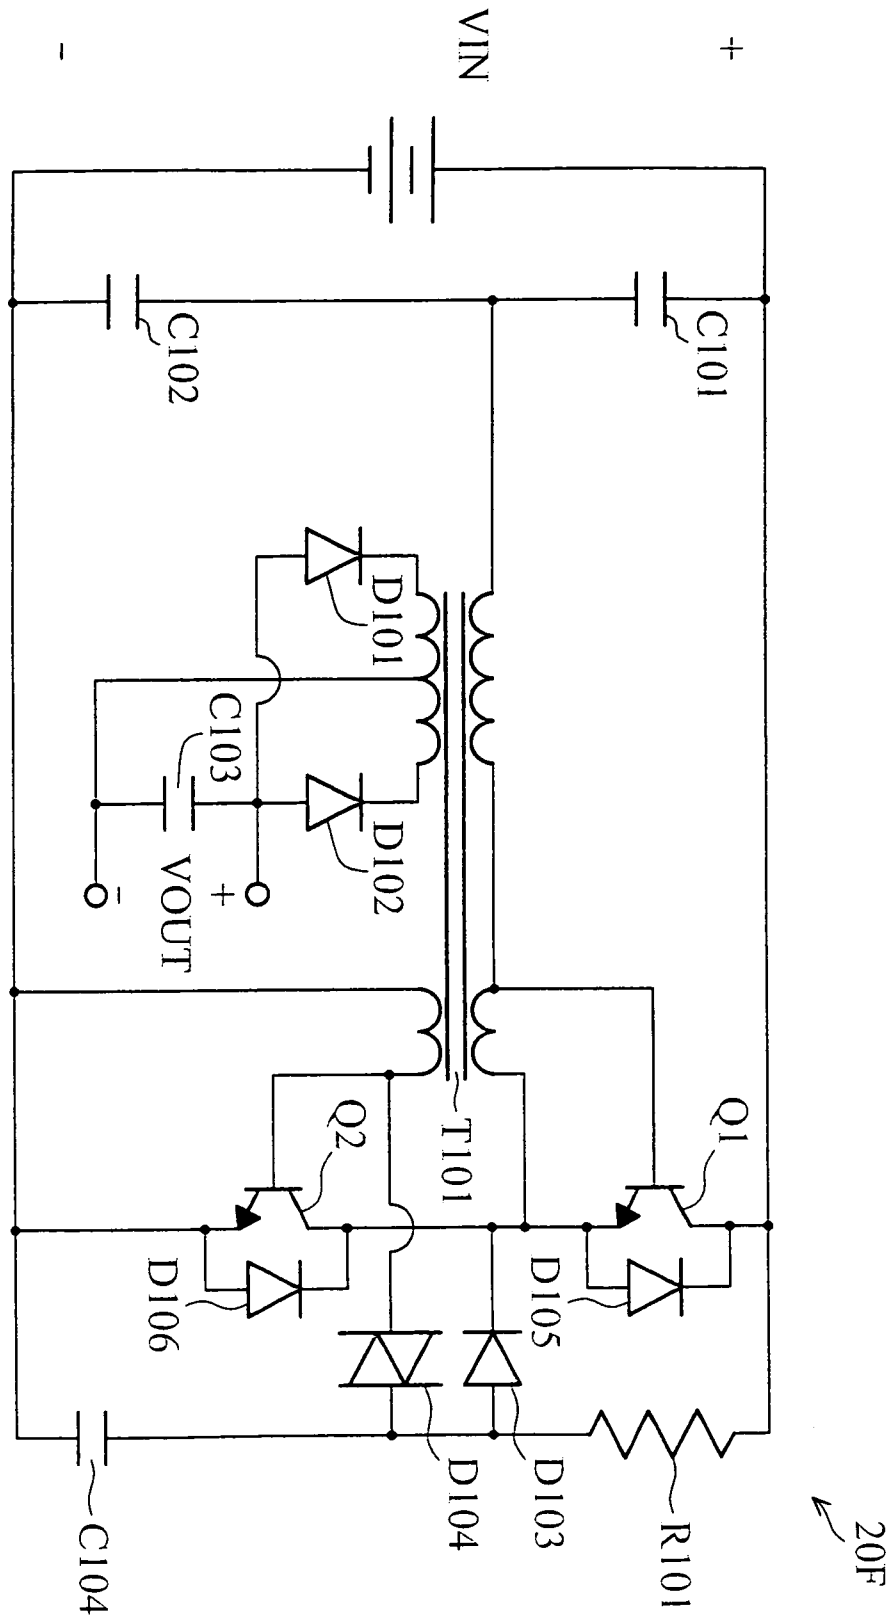 20F
+
VIN
-
C101
C102
D101
C103
D102
+
VOUT
-
T101
Q1
Q2
D105
D106
D103
D104
R101
C104